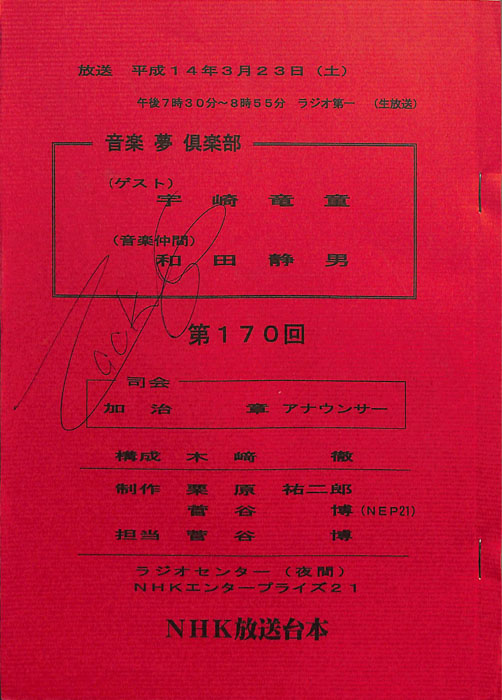 放送 平成14年3月23日(土)
午後7時30分~8時55分 ラジオ第一 (生放送)
音楽 夢 倶楽部
(ゲスト)
宇崎竜童
(音楽仲間)
和田静男
第170回
司会
加治 章 アナウンサー
構成 木﨑 徹
制作 栗原 祐二郎
菅谷 博(NEP21)
担当 菅谷 博
ラジオセンター(夜間)
NHKエンタープライズ21
NHK放送台本